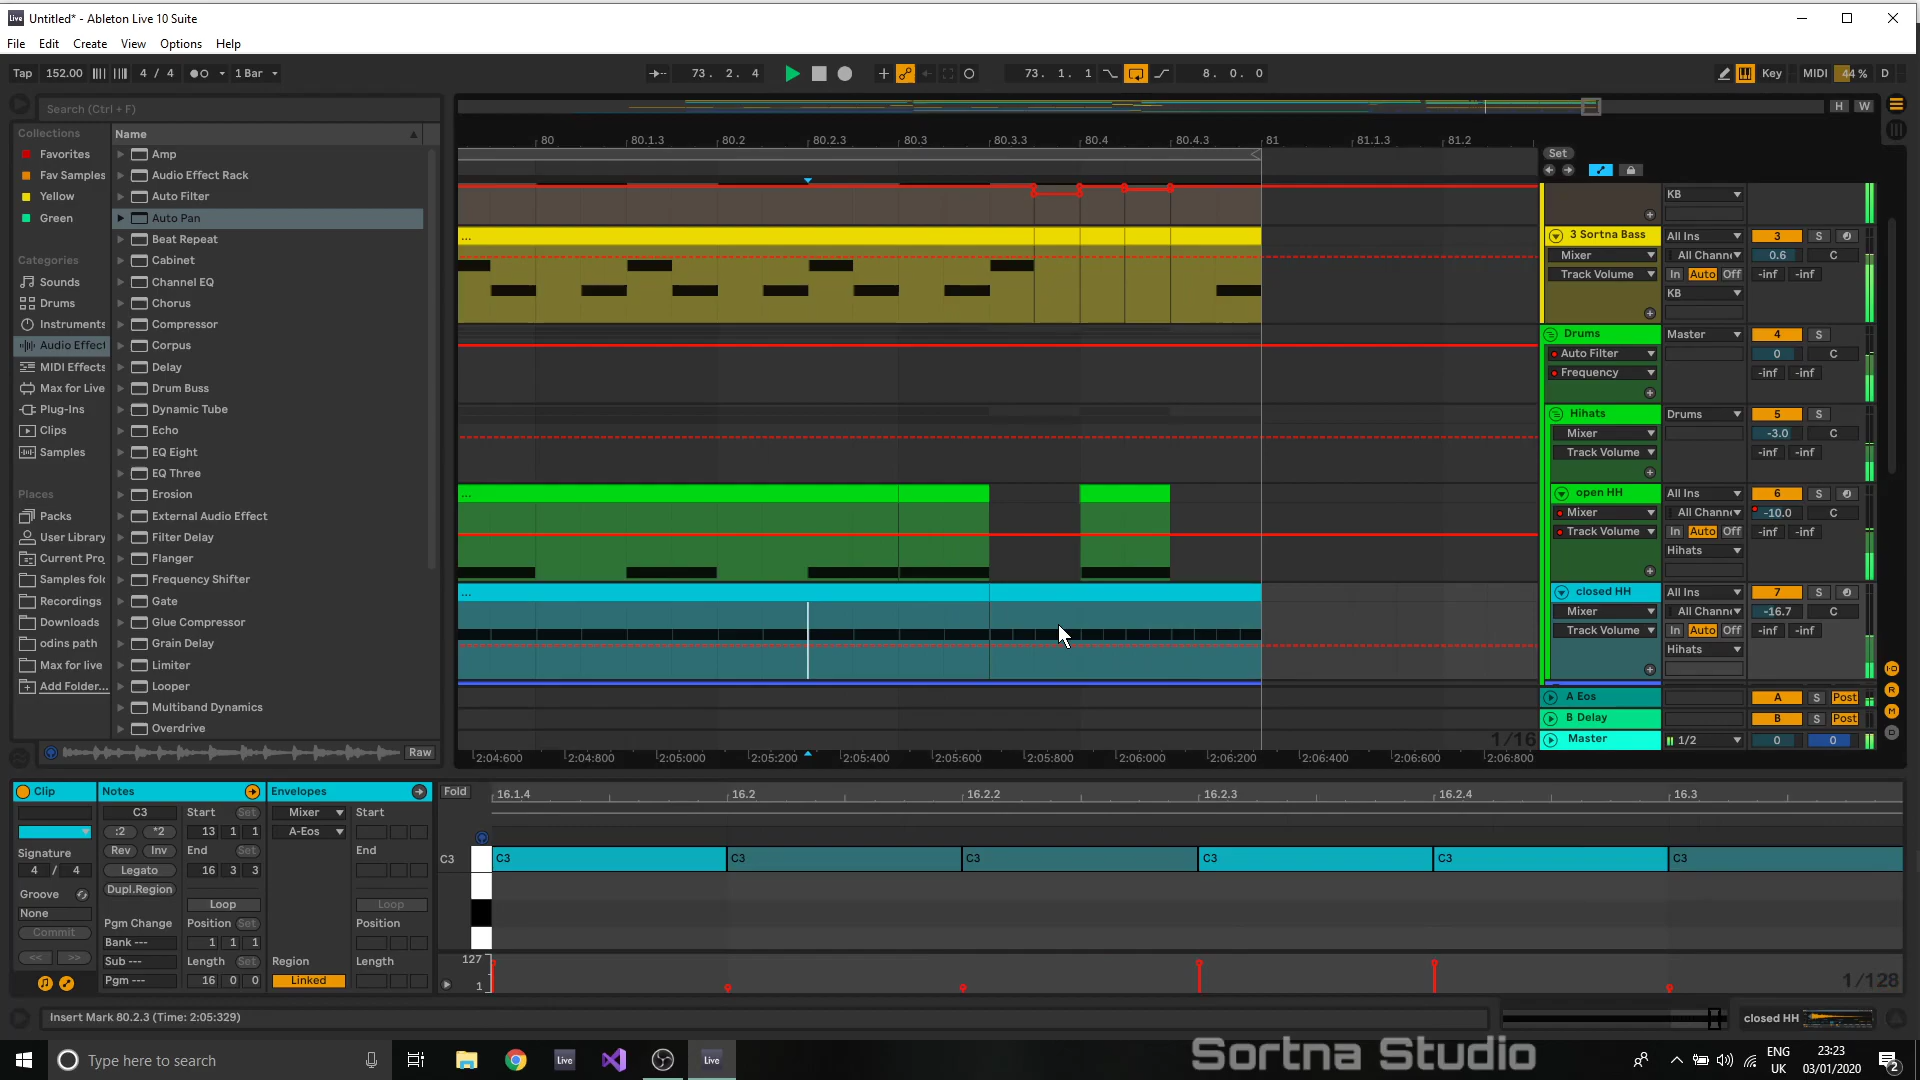 Live Untitled* - Ableton Live 10 Suite
File Edit Create View Options Help
Tap 152.00 4 / 4 1 Bar 73. 2. 4 73. 1. 1 8. 0. 0 Key MIDI 44 % D
Search (Ctrl + F)
H W
Collections
Favorites
Fav Samples
Yellow
Green
Categories
Sounds
Drums
Instruments
Audio Effect
MIDI Effects
Max for Live
Plug-Ins
Clips
Samples
Places
Packs
User Library
Current Pro
Samples fol
Recordings
Downloads
odins path
Max for live
Add Folder...
Name
Amp
Audio Effect Rack
Auto Filter
Auto Pan
Beat Repeat
Cabinet
Channel EQ
Chorus
Compressor
Corpus
Delay
Drum Buss
Dynamic Tube
Echo
EQ Eight
EQ Three
Erosion
External Audio Effect
Filter Delay
Flanger
Frequency Shifter
Gate
Glue Compressor
Grain Delay
Limiter
Looper
Multiband Dynamics
Overdrive
Raw
80 80.1.3 80.2 80.2.3 80.3 80.3.3 80.4 80.4.3 81 81.1.3 81.2
Set
KB
... 3 Sortna Bass All Ins 3 S
Mixer All Channe 0.6 C
Track Volume In Auto Off -inf -inf
KB
Drums Master 4 S
Auto Filter 0 C
Frequency -inf -inf
Hihats Drums 5 S
Mixer -3.0 C
Track Volume -inf -inf
... open HH All Ins 6 S
Mixer All Channe -10.0 C
Track Volume In Auto Off -inf -inf
Hihats
... closed HH All Ins 7 S
Mixer All Channe -16.7 C
Track Volume In Auto Off -inf -inf
Hihats
A Eos A S Post
B Delay B S Post
1/16 Master 1/2 0 0
2:04:600 2:04:800 2:05:000 2:05:200 2:05:400 2:05:600 2:05:800 2:06:000 2:06:200 2:06:400 2:06:600 2:06:800
Clip
Signature
4 / 4
Groove
None
Commit
<< >>
Notes
C3 Start Set
:2 *2 13 1 1
Rev Inv End Set
Legato 16 3 3
Dupl.Region
Loop
Pgm Change Position Set
Bank --- 1 1 1
Sub --- Length Set
Pgm --- 16 0 0
Envelopes
Mixer Start
A-Eos
End
Loop
Position
Region Length
Linked
Fold 16.1.4 16.2 16.2.2 16.2.3 16.2.4 16.3
C3 C3 C3 C3 C3 C3 C3
127
1 1/128
Insert Mark 80.2.3 (Time: 2:05:329) closed HH
Sortna Studio
Type here to search Live Live ENG
UK 23:23
03/01/2020 2